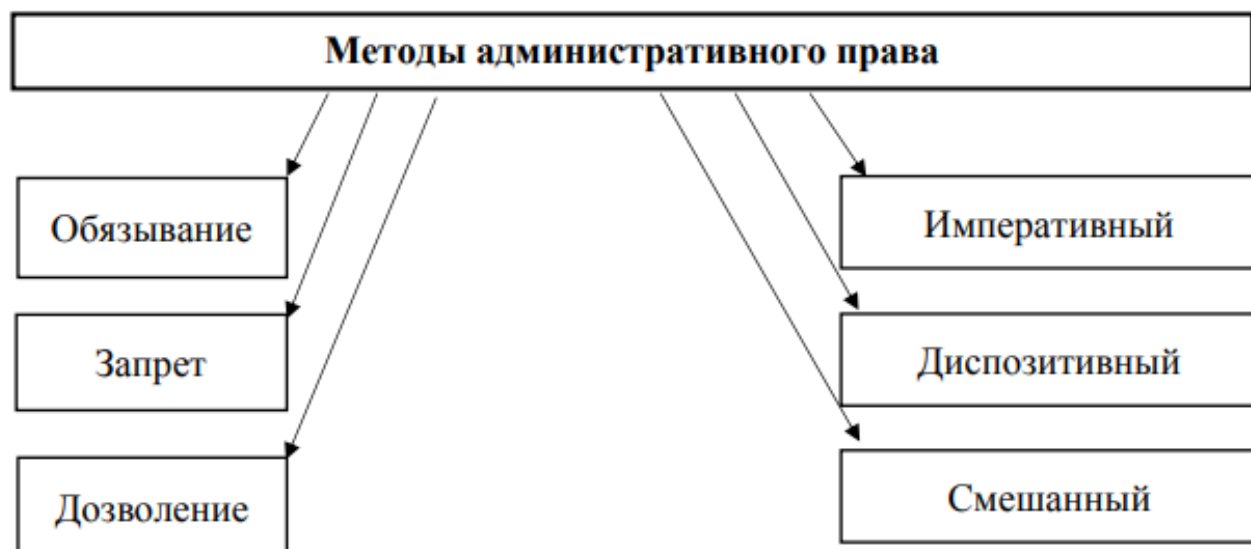 Методы административного права
Обязывание
Императивный
Запрет
Диспозитивный
Дозволение
Смешанный